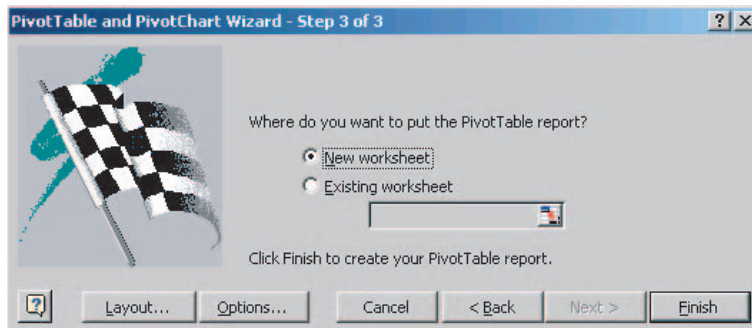 PivotTable and PivotChart Wizard - Step 3 of 3
Where do you want to put the PivotTable report?
New worksheet
Existing worksheet
Click Finish to create your PivotTable report.
Layout... Options... Cancel < Back Next > Finish